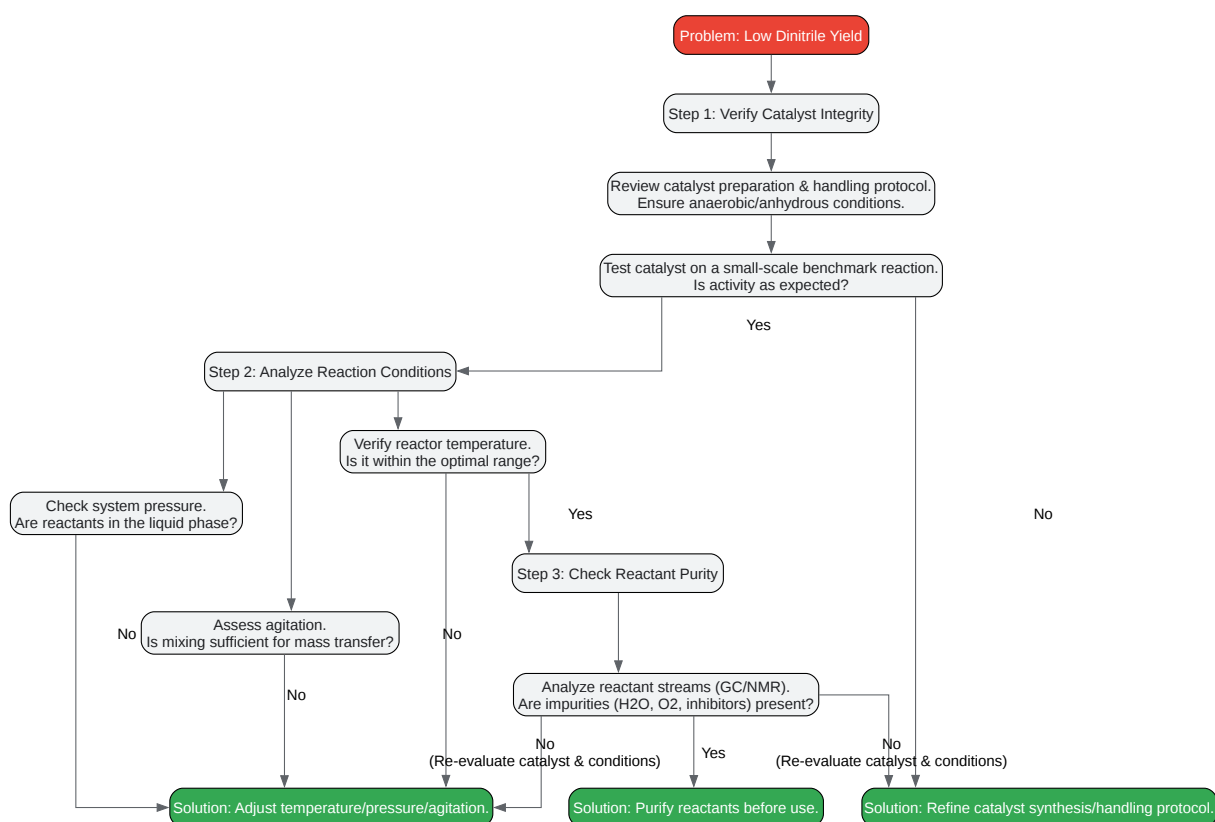 Problem: Low Dinitrile Yield
Step 1: Verify Catalyst Integrity
Review catalyst preparation & handling protocol.
Ensure anaerobic/anhydrous conditions.
Test catalyst on a small-scale benchmark reaction.
Is activity as expected?
Yes
Step 2: Analyze Reaction Conditions
Verify reactor temperature.
Is it within the optimal range?
Check system pressure.
Are reactants in the liquid phase?
Yes
No
Step 3: Check Reactant Purity
Assess agitation.
Is mixing sufficient for mass transfer?
No
No
Analyze reactant streams (GC/NMR).
Are impurities (H2O, O2, inhibitors) present?
No
No
(Re-evaluate catalyst & conditions)
Yes
No
(Re-evaluate catalyst & conditions)
Solution: Adjust temperature/pressure/agitation.
Solution: Purify reactants before use.
Solution: Refine catalyst synthesis/handling protocol.